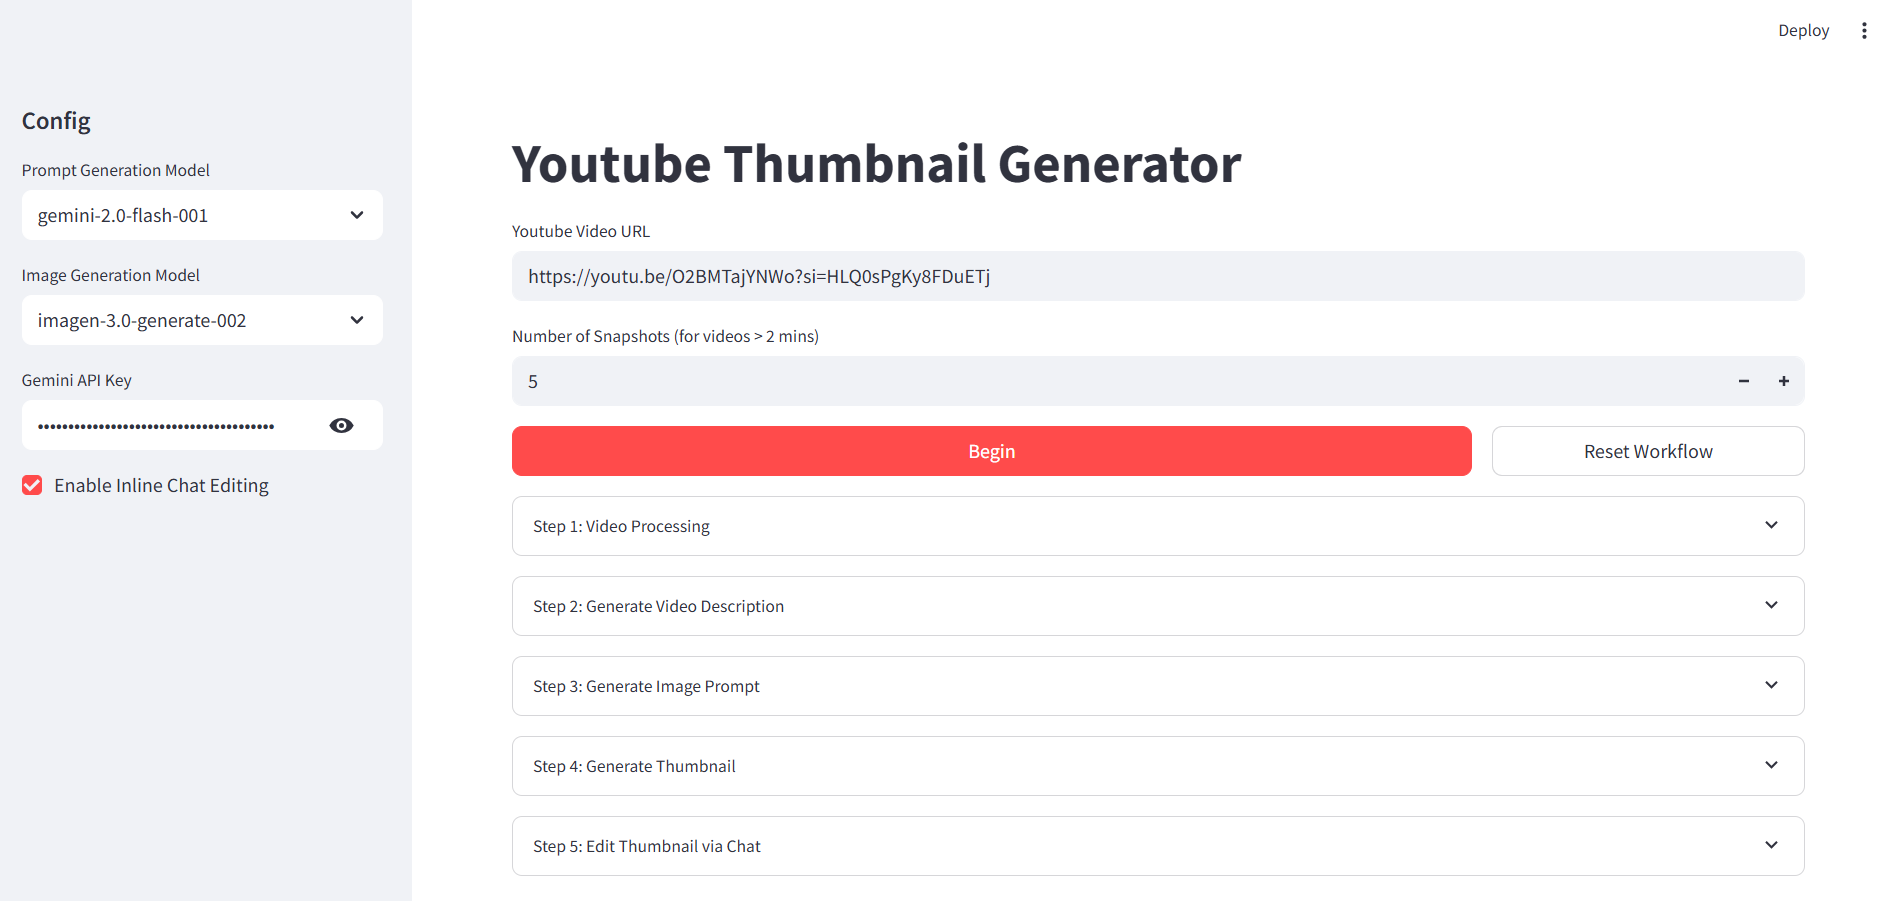 Deploy
Config
Prompt Generation Model
gemini-2.0-flash-001
Image Generation Model
imagen-3.0-generate-002
Gemini API Key
••••••••••••••••••••••••••••••••••••••
Enable Inline Chat Editing
Youtube Thumbnail Generator
Youtube Video URL
https://youtu.be/O2BMTajYNWo?si=HLQ0sPgKy8FDuETj
Number of Snapshots (for videos > 2 mins)
5
Begin
Reset Workflow
Step 1: Video Processing
Step 2: Generate Video Description
Step 3: Generate Image Prompt
Step 4: Generate Thumbnail
Step 5: Edit Thumbnail via Chat